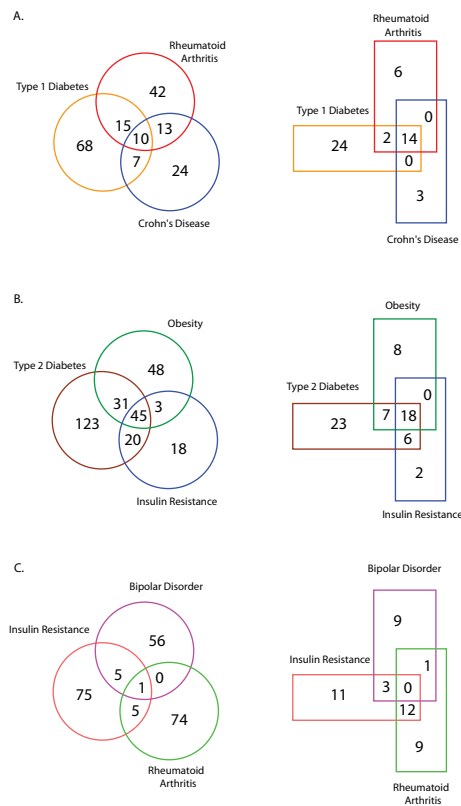 A.
Rheumatoid
Arthritis
Type 1 Diabetes
42
15
13
10
68
7
24
Crohn's Disease
Rheumatoid
Arthritis
6
Type 1 Diabetes
0
24
2
14
0
3
Crohn's Disease
B.
Obesity
Type 2 Diabetes
48
31
3
45
123
20
18
Insulin Resistance
Obesity
8
Type 2 Diabetes
0
23
7
18
6
2
Insulin Resistance
C.
Bipolar Disorder
Insulin Resistance
56
5
0
1
75
5
74
Rheumatoid
Arthritis
Bipolar Disorder
9
Insulin Resistance
1
11
3
0
12
9
Rheumatoid
Arthritis